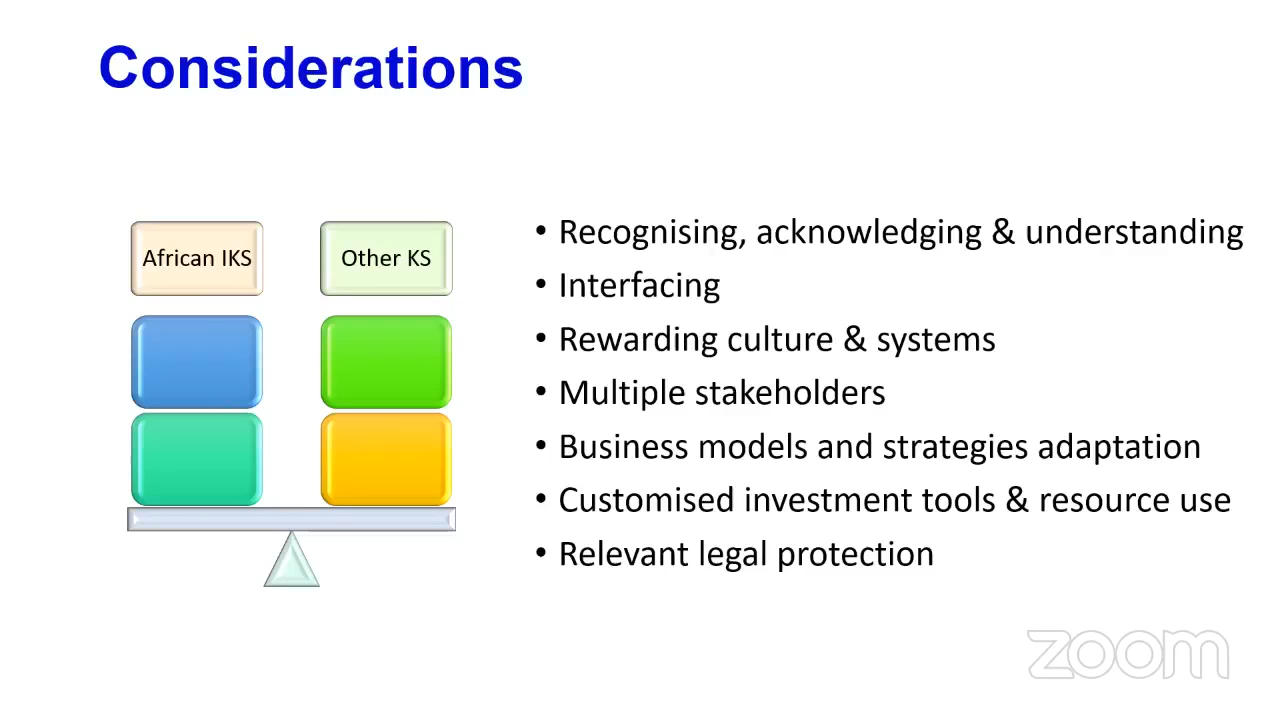 Considerations
African IKS
Other KS
• Recognising, acknowledging & understanding
• Interfacing
• Rewarding culture & systems
• Multiple stakeholders
• Business models and strategies adaptation
• Customised investment tools & resource use
• Relevant legal protection
zoom